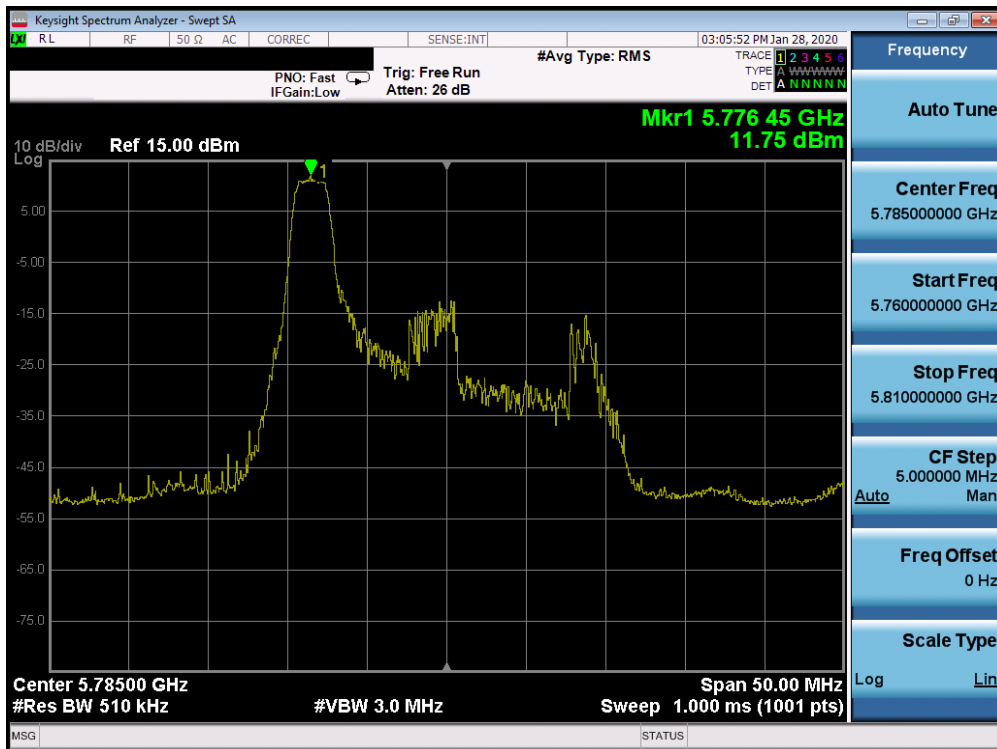 Keysight Spectrum Analyzer - Swept SA
LXI RL RF 50 Ω AC CORREC SENSE:INT 03:05:52 PM Jan 28, 2020
Frequency
#Avg Type: RMS
TRACE 1 2 3 4 5 6
PNO: Fast Trig: Free Run
TYPE A WWWWW
IFGain:Low Atten: 26 dB
DET A N N N N N
Auto Tune
Mkr1 5.776 45 GHz
11.75 dBm
10 dB/div Ref 15.00 dBm
Log
1
5.00
-5.00
-15.0
-25.0
-35.0
-45.0
-55.0
-65.0
-75.0
Center Freq
5.785000000 GHz
Start Freq
5.760000000 GHz
Stop Freq
5.810000000 GHz
CF Step
5.000000 MHz
Auto Man
Freq Offset
0 Hz
Scale Type
Log Lin
Center 5.78500 GHz Span 50.00 MHz
#Res BW 510 kHz #VBW 3.0 MHz Sweep 1.000 ms (1001 pts)
MSG STATUS